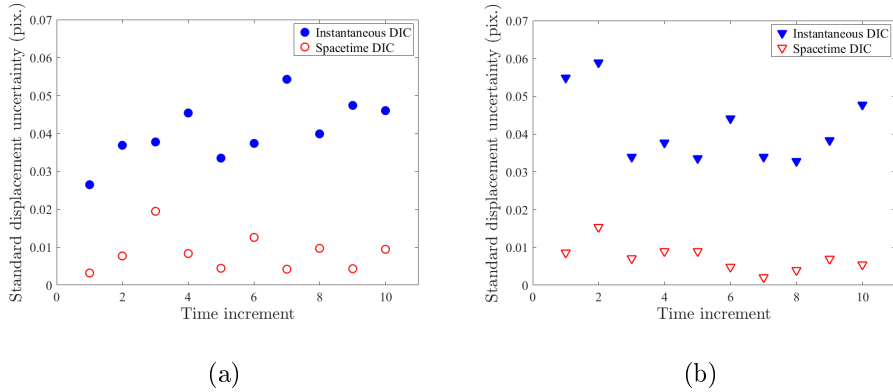 Standard displacement uncertainty (pix.)
0.07
0.06
0.05
0.04
0.03
0.02
0.01
0
Instantaneous DIC
Spacetime DIC
0 2 4 6 8 10
Time increment
(a)
Standard displacement uncertainty (pix.)
0.07
0.06
0.05
0.04
0.03
0.02
0.01
0
Instantaneous DIC
Spacetime DIC
0 2 4 6 8 10
Time increment
(b)